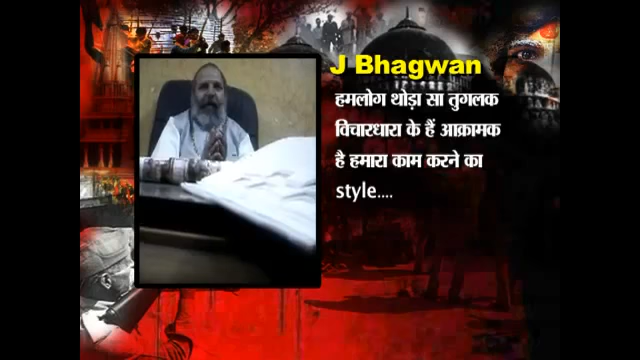 J Bhagwan
हमलोग थोड़ा सा तुगलक
विचारधारा के हैं आक्रामक
है हमारा काम करने का
style....